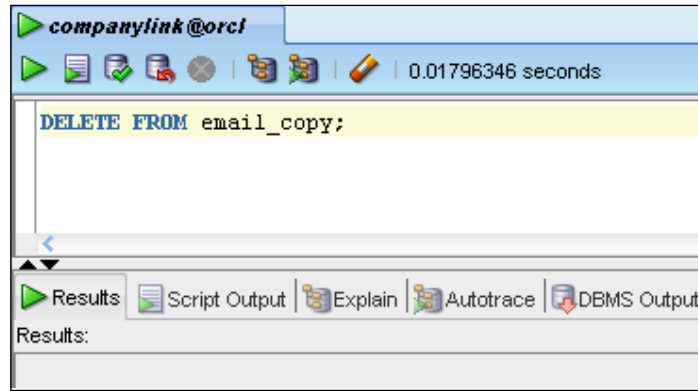 companylink@orcl
0.01796346 seconds
DELETE FROM email_copy;
Results Script Output Explain Autotrace DBMS Output
Results: